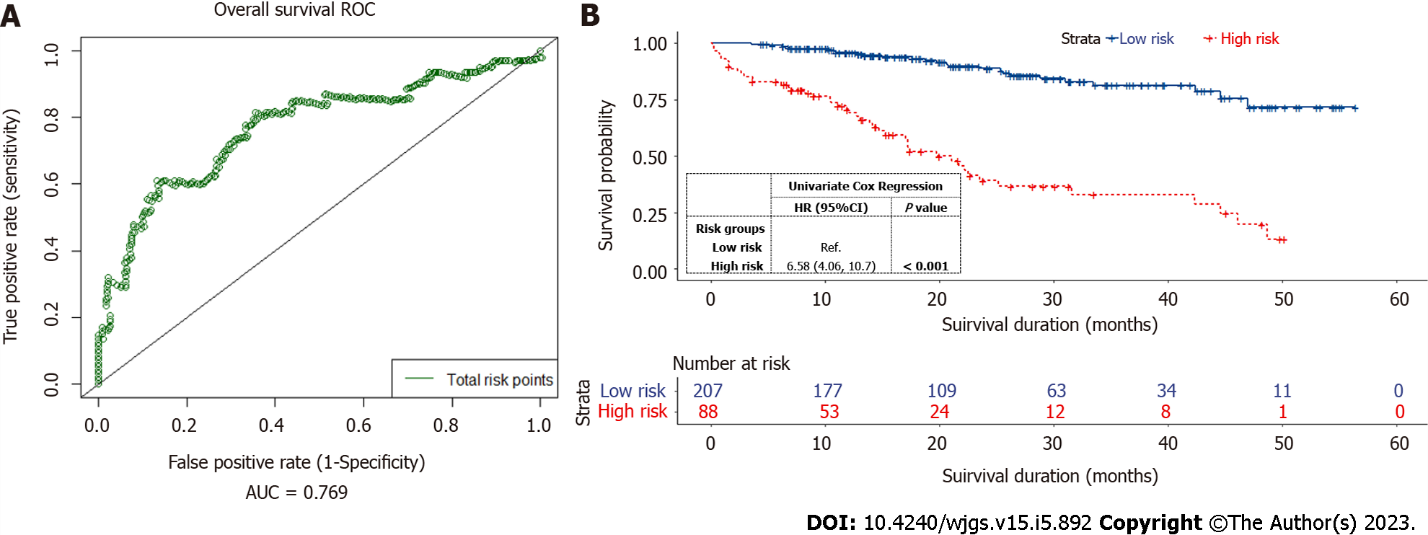 A
Overall survival ROC
True positive rate (sensitivity)
1.0
0.8
0.6
0.4
0.2
0.0
Total risk points
0.0 0.2 0.4 0.6 0.8 1.0
False positive rate (1-Specificity)
AUC = 0.769
B
Strata Low risk High risk
Survival probability
1.00
0.75
0.50
0.25
0.00
Univariate Cox Regression
HR (95%CI) P value
Risk groups
Low risk Ref.
High risk 6.58 (4.06, 10.7) < 0.001
0 10 20 30 40 50 60
Suirvival duration (months)
Number at risk
Strata
Low risk 207 177 109 63 34 11 0
High risk 88 53 24 12 8 1 0
0 10 20 30 40 50 60
Suirvival duration (months)
DOI: 10.4240/wjgs.v15.i5.892 Copyright ©The Author(s) 2023.